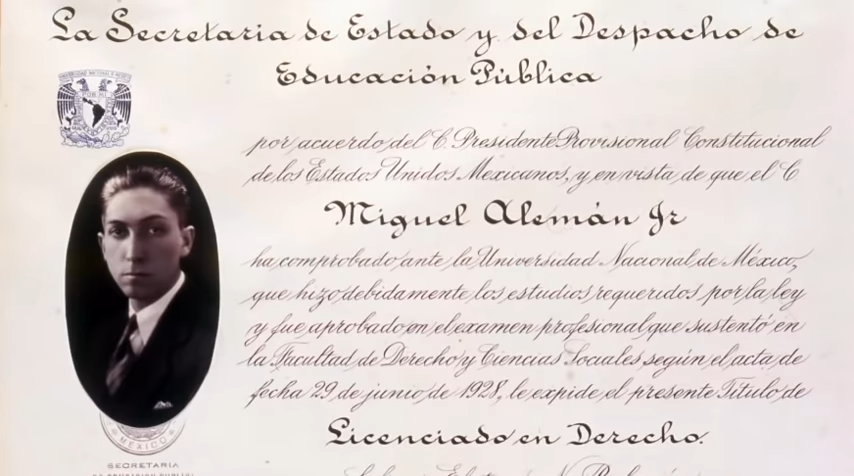 La Secretaria de Estado y del Despacho de
Educación Pública
por acuerdo del C. Presidente Provisional Constitucional
de los Estados Unidos Mexicanos, y en vista de que el C
Miguel Alemán Jr
ha comprobado ante la Universidad Nacional de México,
que hizo debidamente los estudios requeridos por la ley
y fue aprobado en el examen profesional que sustentó en
la Facultad de Derecho y Ciencias Sociales según el acta de
fecha 29 de junio de 1928, le expide el presente Título de
MEXICO
Licenciado en Derecho.
SECRETARIA